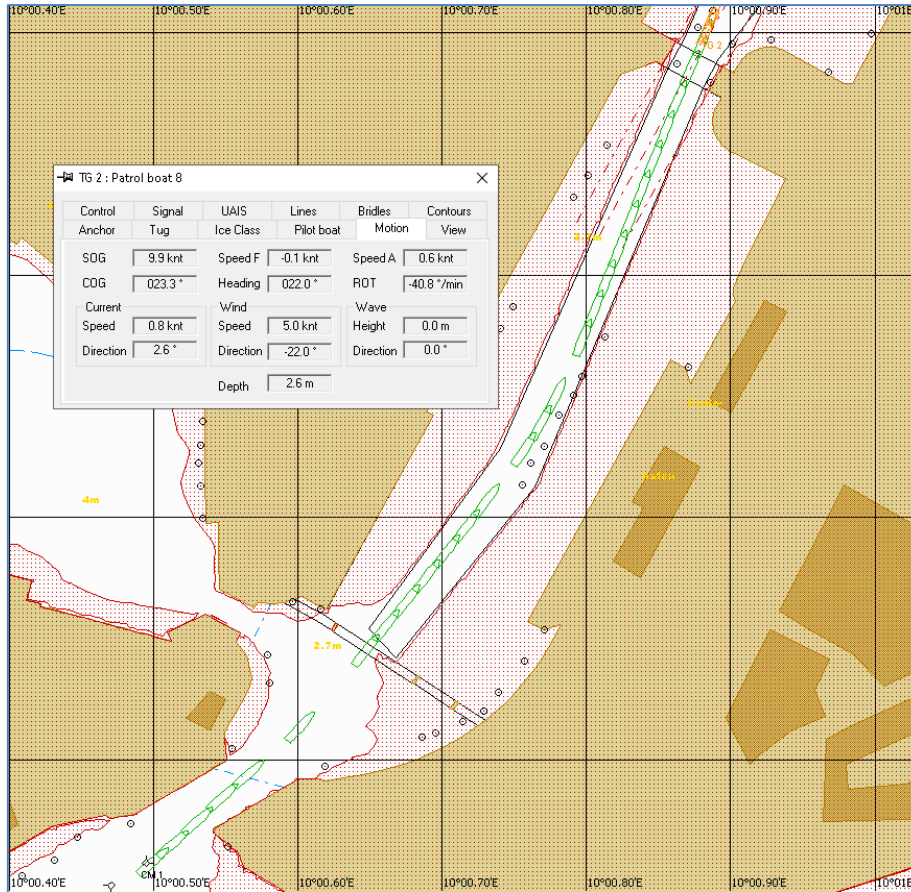 10°00.40'E 10°00.50'E 10°00.60'E 10°00.70'E 10°00.80'E 10°00.90'E 10°01'E
TG 2
TG 2 : Patrol boat 8
Control Signal UAIS Lines Bridles Contours
Anchor Tug Ice Class Pilot boat Motion View
SOG 9.9 knt Speed F -0.1 knt Speed A 0.6 knt
COG 023.3 ° Heading 022.0 ° ROT -40.8 °/min
Current Wind Wave
Speed 0.8 knt Speed 5.0 knt Height 0.0 m
Direction 2.6 ° Direction -22.0 ° Direction 0.0 °
Depth 2.6 m
4m
2.7m
10°00.40'E 10°00.50'E 10°00.60'E 10°00.70'E 10°00.80'E 10°00.90'E 10°01'E